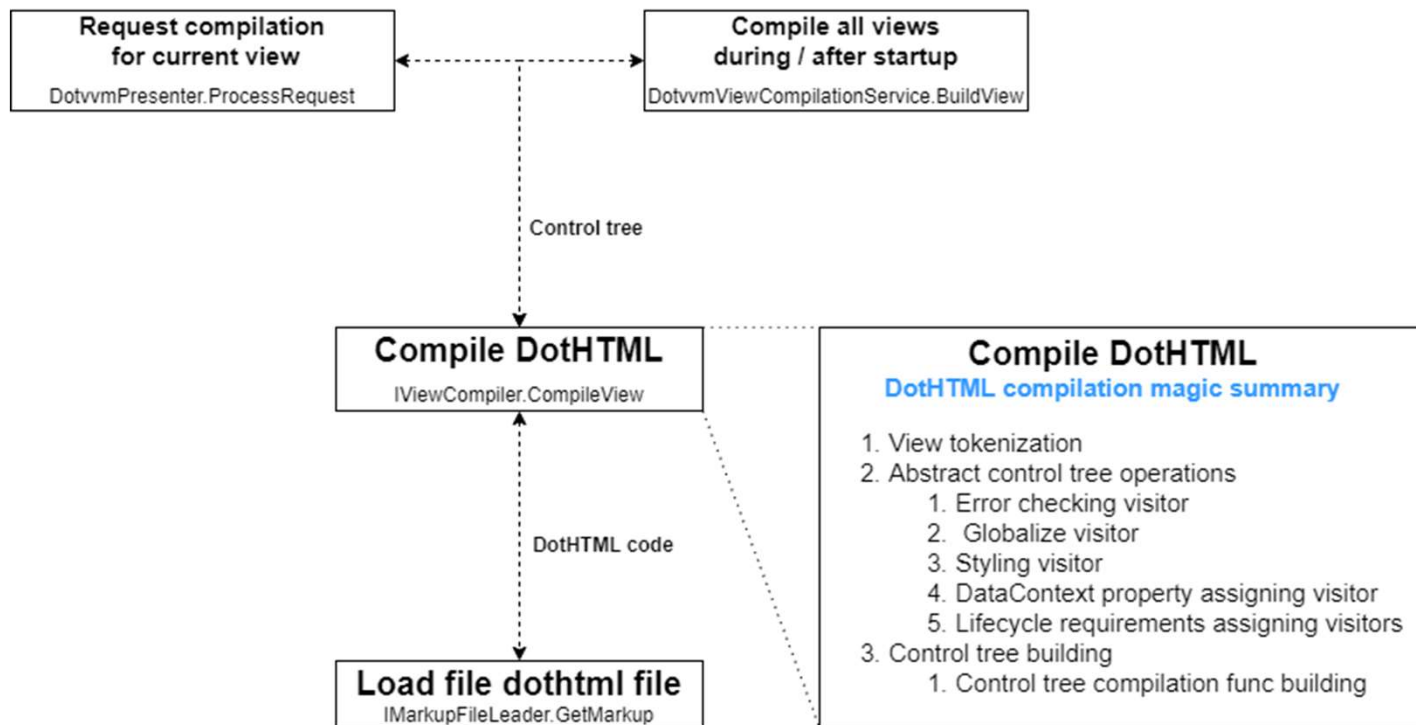 Request compilation
for current view
DotvvmPresenter.ProcessRequest
Compile all views
during / after startup
DotvvmViewCompilationService.BuildView
Control tree
Compile DotHTML
IViewCompiler.CompileView
DotHTML code
Load file dothtml file
IMarkupFileLeader.GetMarkup
Compile DotHTML
DotHTML compilation magic summary
1. View tokenization
2. Abstract control tree operations
1. Error checking visitor
2. Globalize visitor
3. Styling visitor
4. DataContext property assigning visitor
5. Lifecycle requirements assigning visitors
3. Control tree building
1. Control tree compilation func building